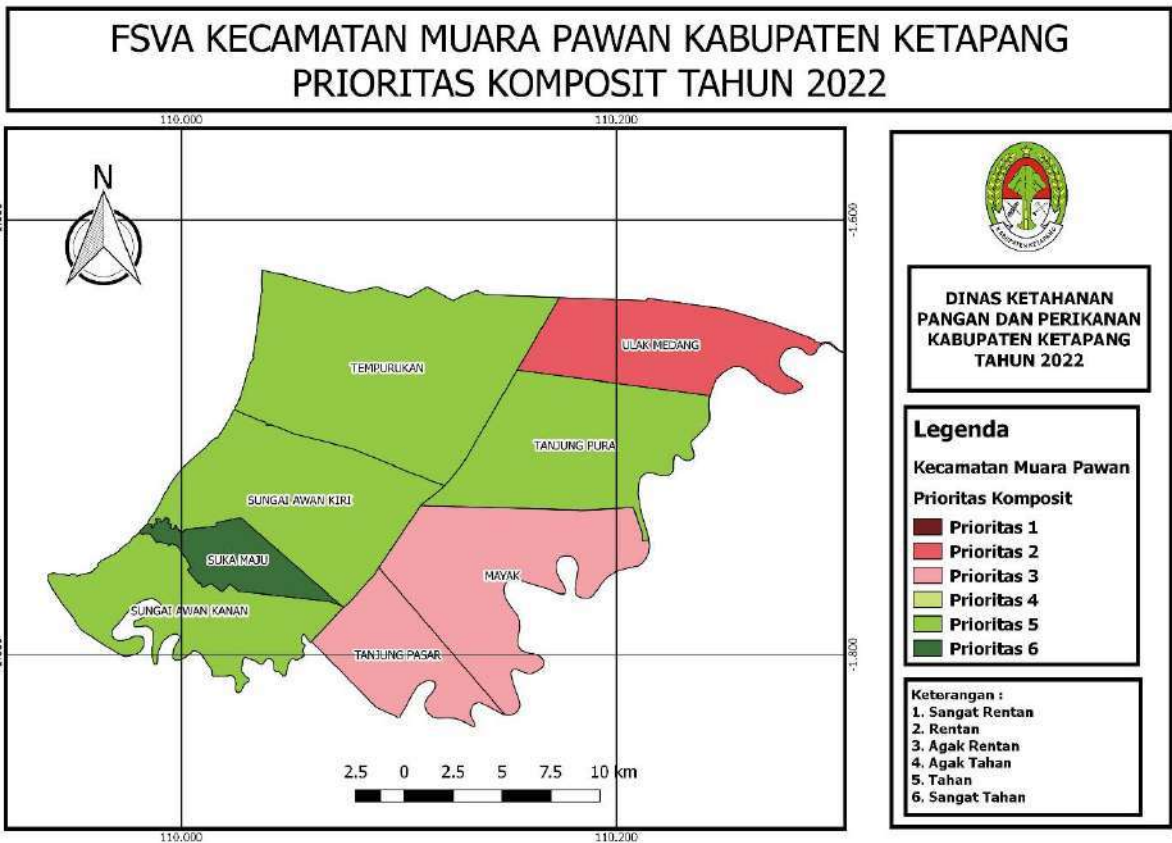 FSVA KECAMATAN MUARA PAWAN KABUPATEN KETAPANG
PRIORITAS KOMPOSIT TAHUN 2022
110.000
110.200
N
-1.600
ULAK MEDANG
TEMPURUKAN
TANJUNG PURA
SUNGAI AWAN KIRI
SUKA MAJU
MAYAK
SUNGAI AWAN KANAN
TANJUNG PASAR
-1.800
2.5 0 2.5 5 7.5 10 km
110.000
110.200
KABUPATEN KETAPANG
DINAS KETAHANAN
PANGAN DAN PERIKANAN
KABUPATEN KETAPANG
TAHUN 2022
Legenda
Kecamatan Muara Pawan
Prioritas Komposit
Prioritas 1
Prioritas 2
Prioritas 3
Prioritas 4
Prioritas 5
Prioritas 6
Keterangan :
1. Sangat Rentan
2. Rentan
3. Agak Rentan
4. Agak Tahan
5. Tahan
6. Sangat Tahan